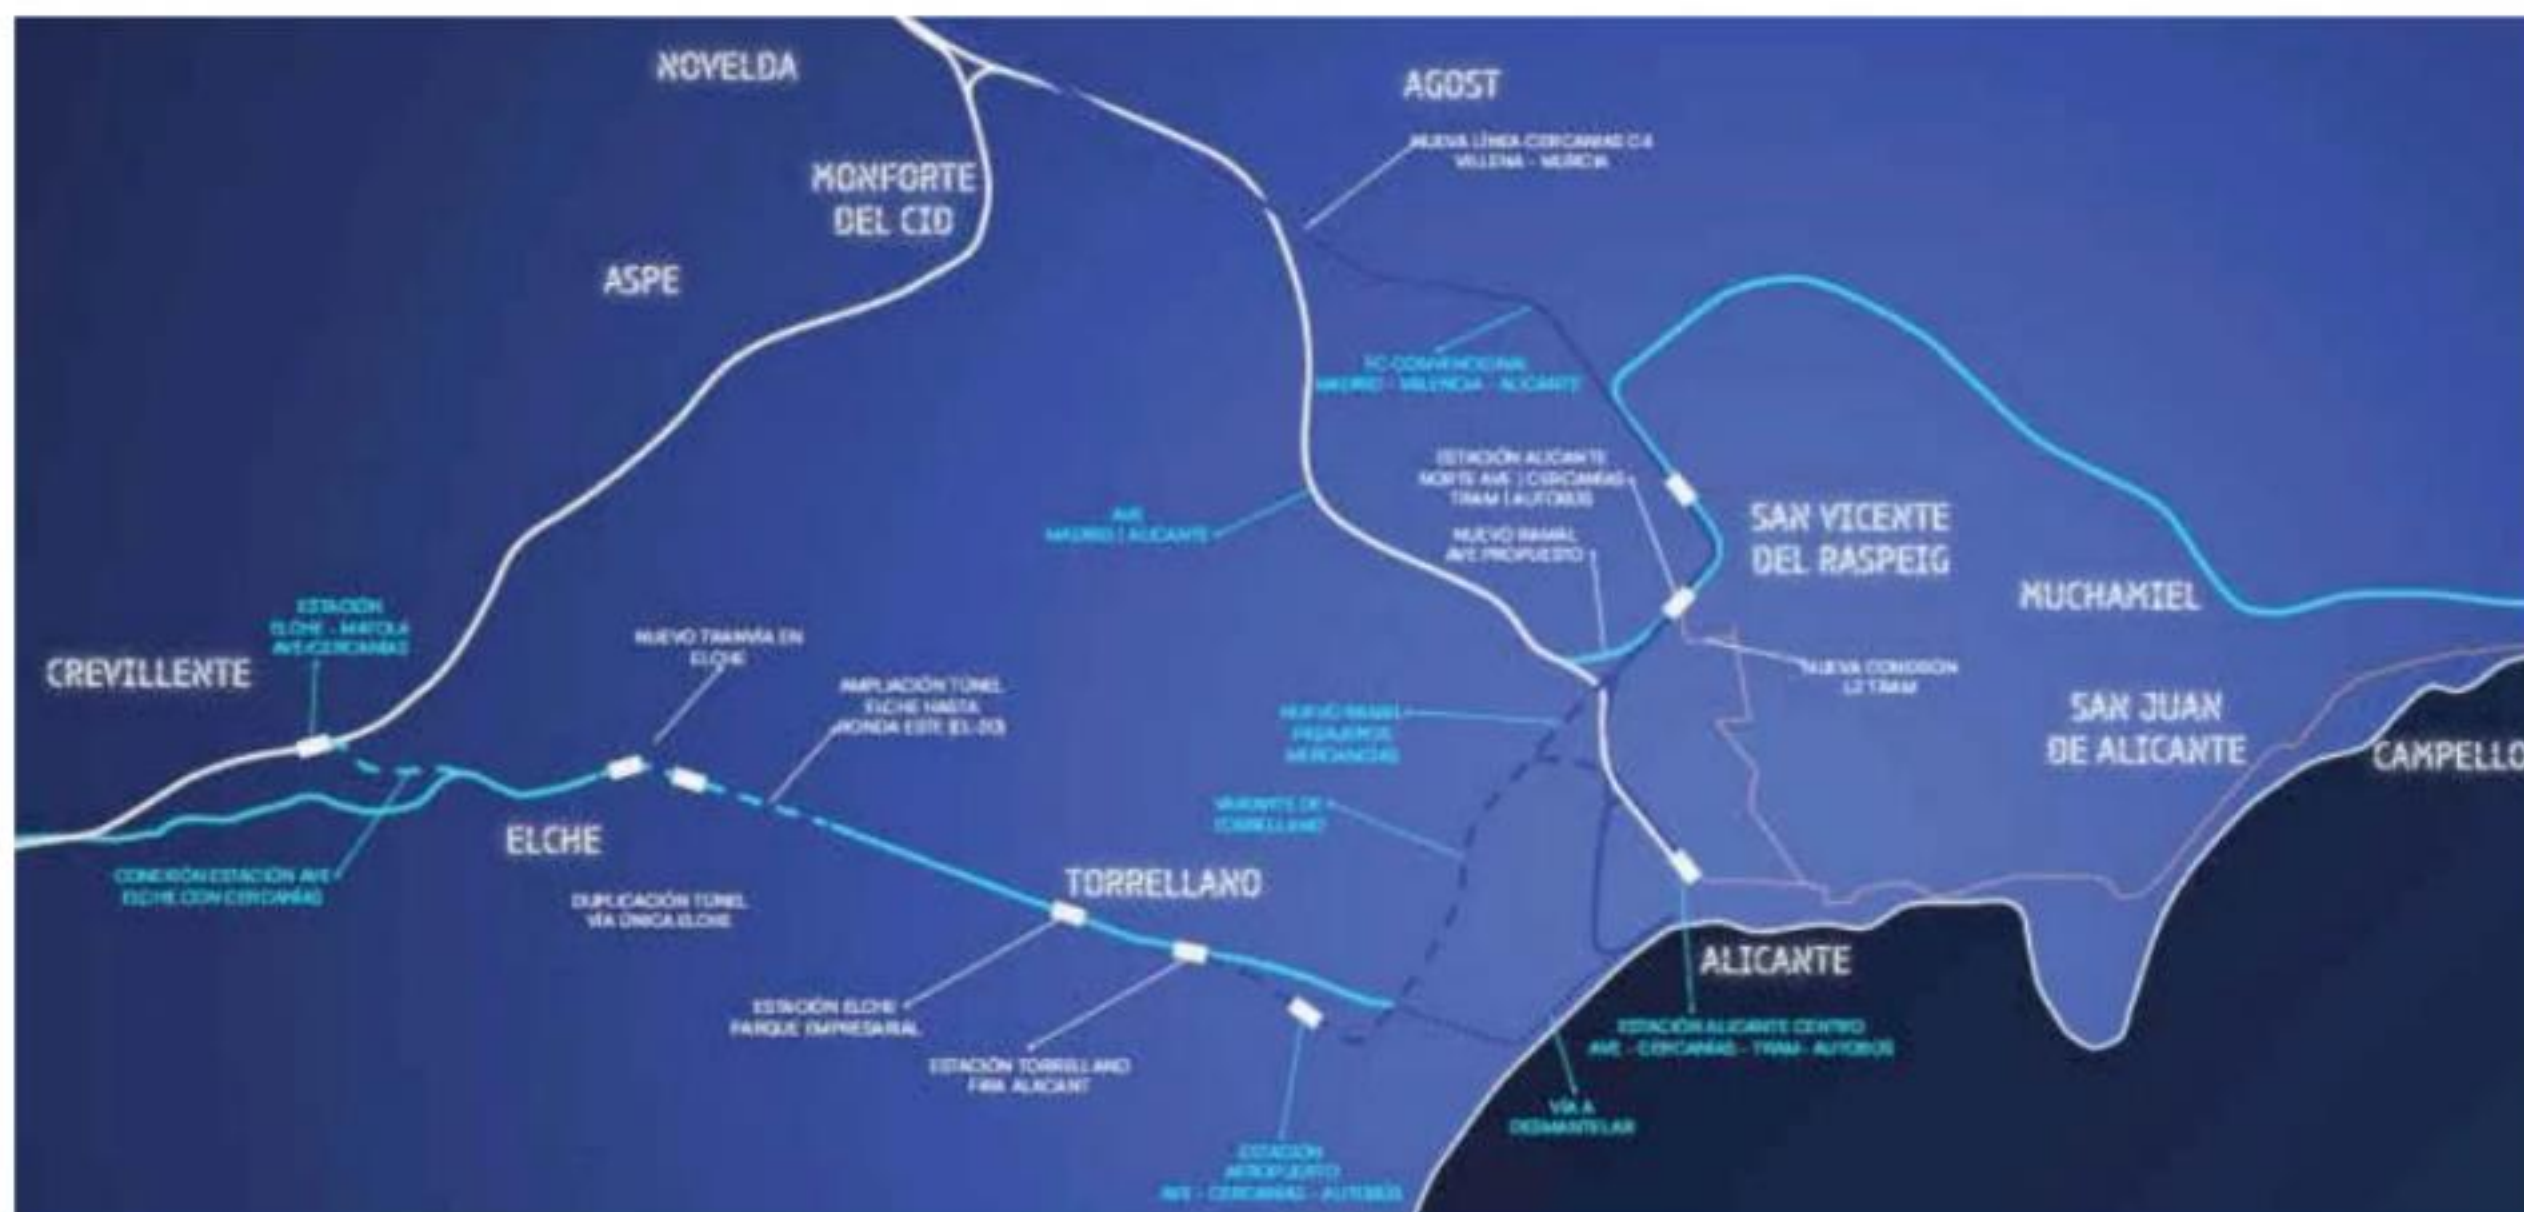 NOVELDA
AGOST
NUEVA LÍNEA CERCANÍAS C4
VILLENA - MURCIA
MONFORTE
DEL CID
ASPE
FC CONVENCIONAL
MADRID - VALENCIA - ALICANTE
ESTACIÓN ALICANTE
NORTE AVE | CERCANÍAS
TRAM | AUTOBÚS
AVE
MADRID | ALICANTE
NUEVO RAMAL
AVE PROPUESTO
SAN VICENTE
DEL RASPEIG
MUCHAMIEL
ESTACIÓN
ELCHE - MATOLA
AVE/CERCANÍAS
CREVILLENTE
NUEVO TRANVÍA EN
ELCHE
AMPLIACIÓN TÚNEL
ELCHE HASTA
RONDA ESTE (EL-20)
NUEVA CONEXIÓN
L2 TRAM
NUEVO RAMAL
PASAJEROS
MERCANCÍAS
SAN JUAN
DE ALICANTE
CAMPELLO
VARIANTE DE
TORRELLANO
ELCHE
CONEXIÓN ESTACIÓN AVE
ELCHE CON CERCANÍAS
DUPLICACIÓN TÚNEL
VÍA ÚNICA ELCHE
TORRELLANO
ALICANTE
ESTACIÓN ELCHE
PARQUE EMPRESARIAL
ESTACIÓN TORRELLANO
FIRA ALACANT
ESTACIÓN ALICANTE CENTRO
AVE - CERCANÍAS - TRAM - AUTOBÚS
VÍA A
DESMANTELAR
ESTACIÓN
AEROPUERTO
AVE - CERCANÍAS - AUTOBÚS